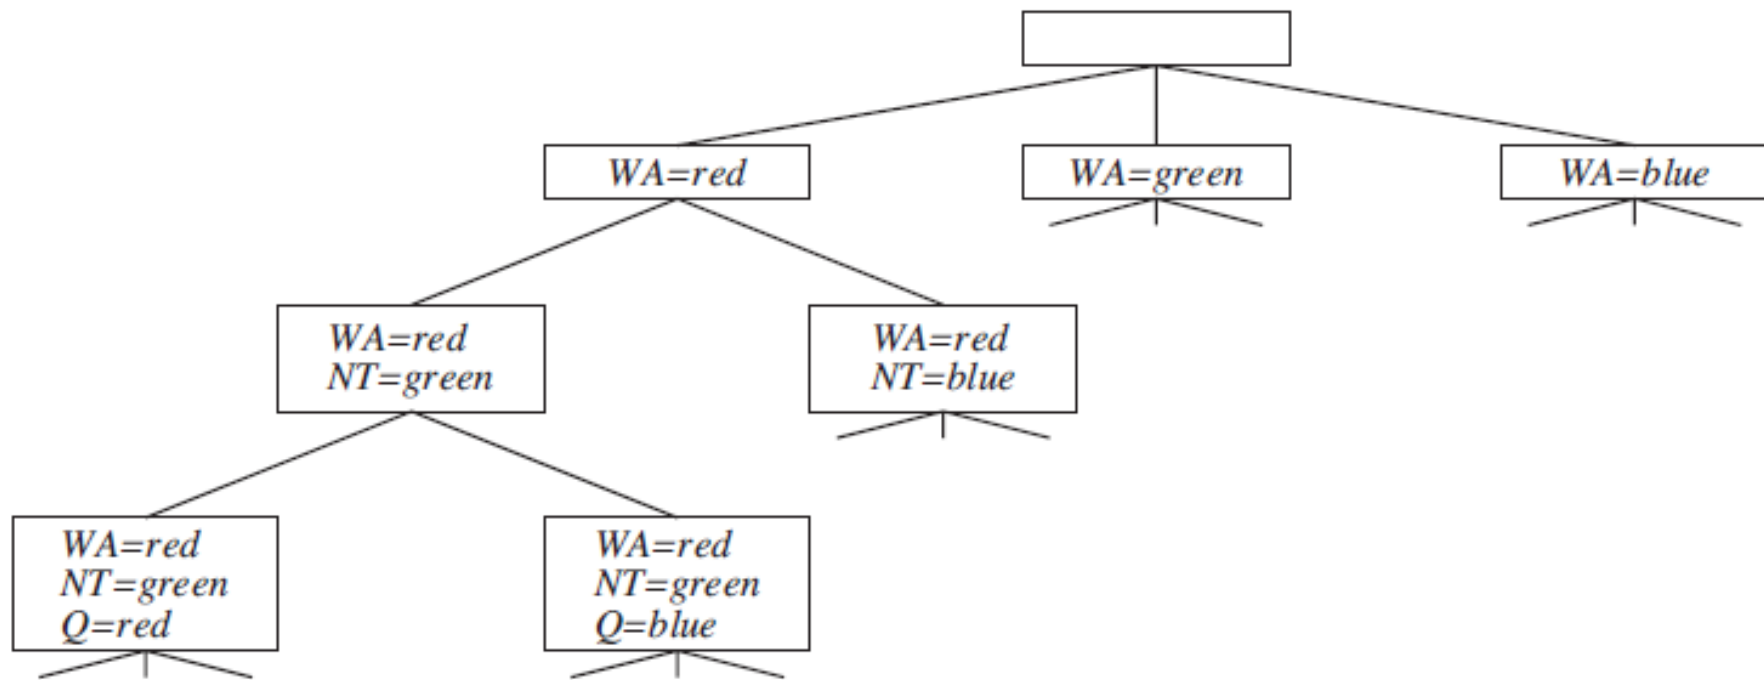 WA=red
WA=green
WA=blue
WA=red
NT=green
WA=red
NT=blue
WA=red
NT=green
Q=red
WA=red
NT=green
Q=blue